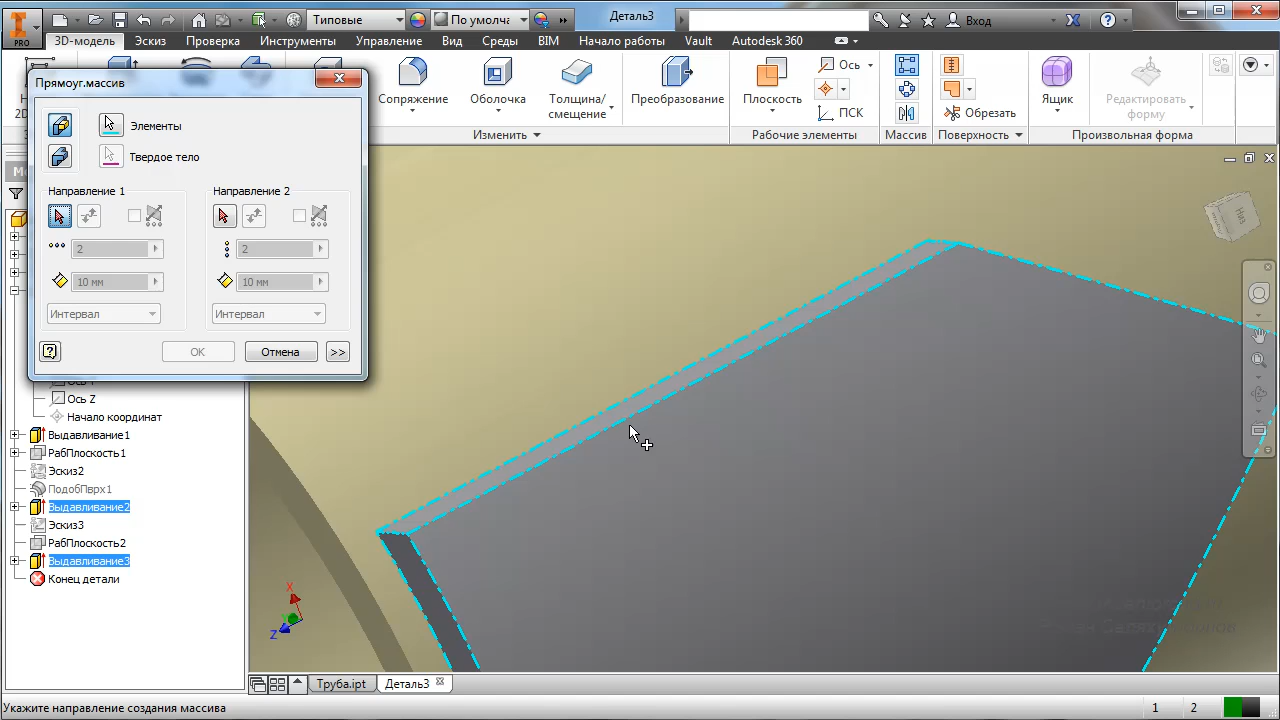 Типовые
По умолча
Деталь3
Вход
PRO
3D-модель
Эскиз
Проверка
Инструменты
Управление
Вид
Среды
BIM
Начало работы
Vault
Autodesk 360
Сопряжение
Оболочка
Толщина/
смещение
Преобразование
Плоскость
Ось
ПСК
Обрезать
Ящик
Редактировать
форму
Изменить
Рабочие элементы
Массив
Поверхность
Произвольная форма
Прямоуг.массив
Элементы
Твердое тело
Направление 1
Направление 2
2
2
10 мм
10 мм
Интервал
Интервал
OK
Отмена
>>
Ось Z
Начало координат
Выдавливание1
РабПлоскость1
Эскиз2
ПодобПврх1
Выдавливание2
Эскиз3
РабПлоскость2
Выдавливание3
Конец детали
Низ
X
Z
Труба.ipt
Деталь3
Укажите направление создания массива
1
2